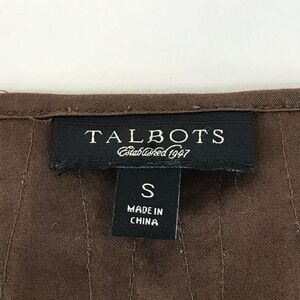 TALBOTS
Established 1947
S
MADE IN
CHINA